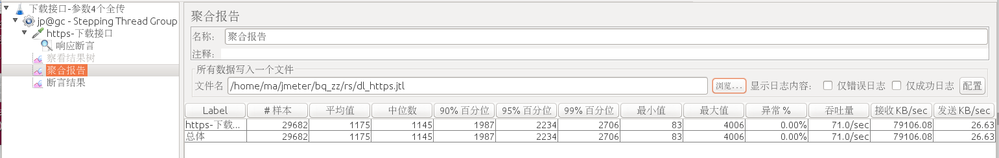 下载接口-参数4个全传
jp@gc - Stepping Thread Group
https-下载接口
响应断言
察看结果树
聚合报告
断言结果
聚合报告
名称: 聚合报告
注释:
所有数据写入一个文件
文件名 /home/ma/jmeter/bq_zz/rs/dl_https.jtl 浏览... 显示日志内容: 仅错误日志 仅成功日志 配置
Label # 样本 平均值 中位数 90% 百分位 95% 百分位 99% 百分位 最小值 最大值 异常 % 吞吐量 接收 KB/sec 发送 KB/sec
https-下载... 29682 1175 1145 1987 2234 2706 83 4006 0.00% 71.0/sec 79106.08 26.63
总体 29682 1175 1145 1987 2234 2706 83 4006 0.00% 71.0/sec 79106.08 26.63